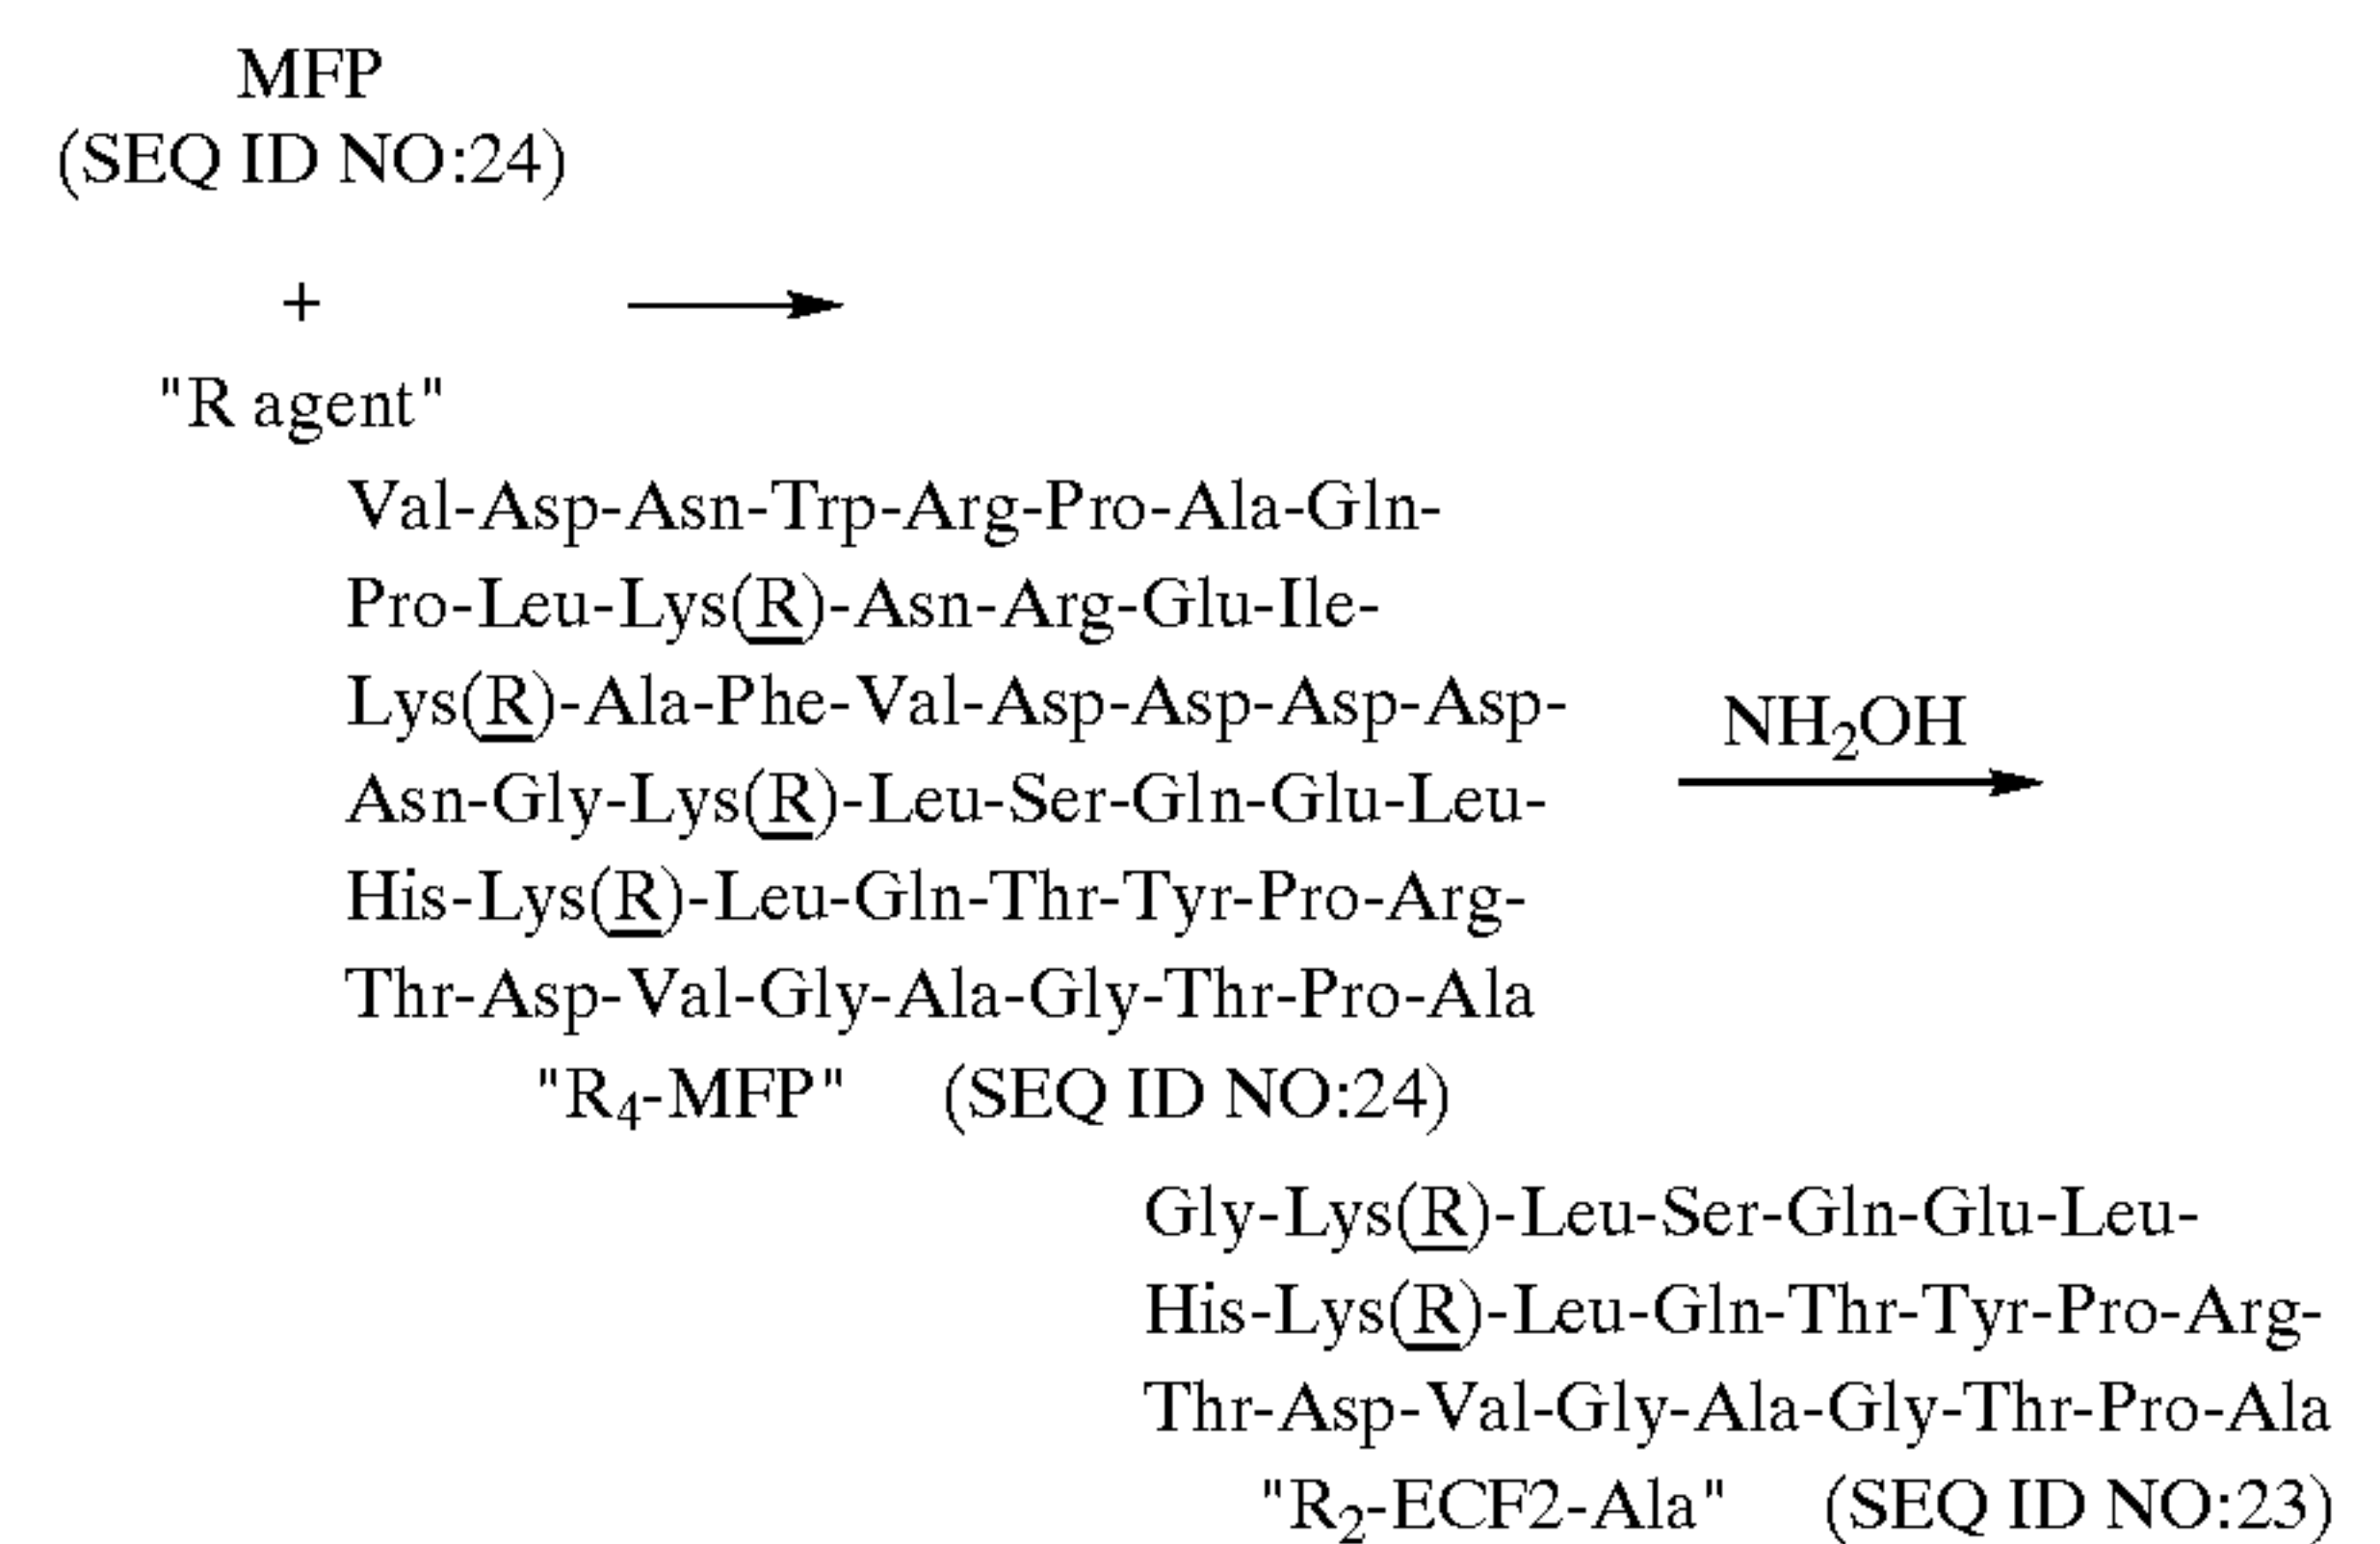 MFP
(SEQ ID NO:24)
+
"R agent"
Val-Asp-Asn-Trp-Arg-Pro-Ala-Gln-
Pro-Leu-Lys(R)-Asn-Arg-Glu-Ile-
Lys(R)-Ala-Phe-Val-Asp-Asp-Asp-Asp-
NH₂OH
Asn-Gly-Lys(R)-Leu-Ser-Gln-Glu-Leu-
His-Lys(R)-Leu-Gln-Thr-Tyr-Pro-Arg-
Thr-Asp-Val-Gly-Ala-Gly-Thr-Pro-Ala
"R₄-MFP" (SEQ ID NO:24)
Gly-Lys(R)-Leu-Ser-Gln-Glu-Leu-
His-Lys(R)-Leu-Gln-Thr-Tyr-Pro-Arg-
Thr-Asp-Val-Gly-Ala-Gly-Thr-Pro-Ala
"R₂-ECF2-Ala" (SEQ ID NO:23)